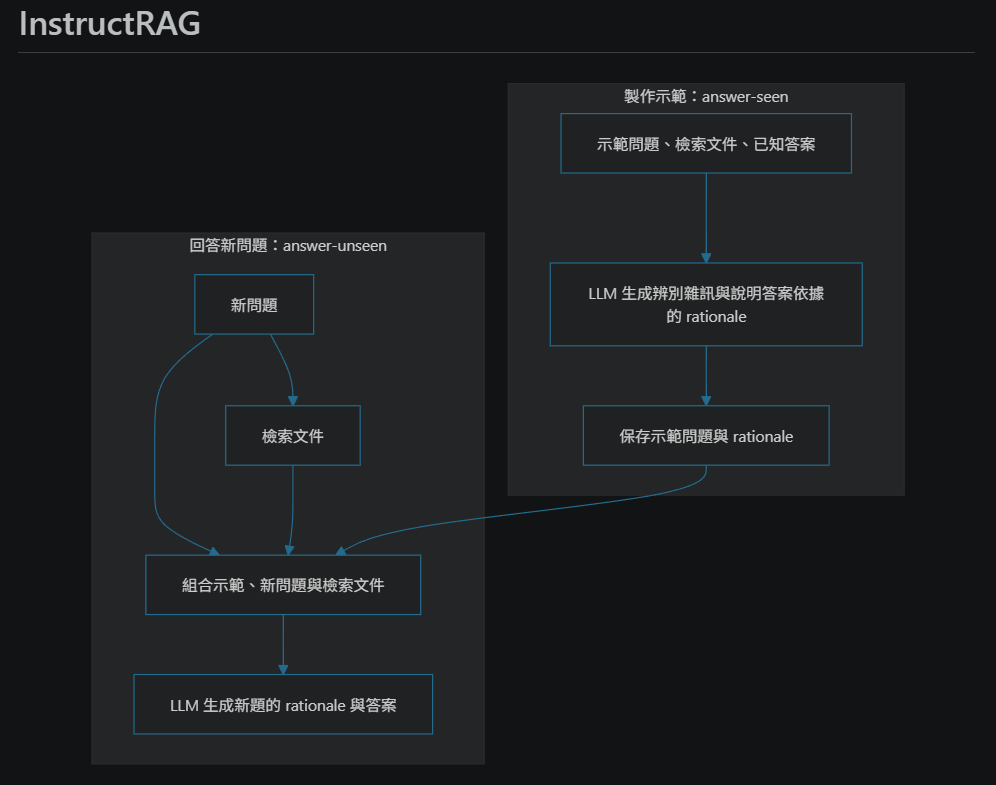 InstructRAG
製作示範：answer-seen
示範問題、檢索文件、已知答案
LLM 生成辨別雜訊與說明答案依據
的 rationale
保存示範問題與 rationale
回答新問題：answer-unseen
新問題
檢索文件
組合示範、新問題與檢索文件
LLM 生成新題的 rationale 與答案